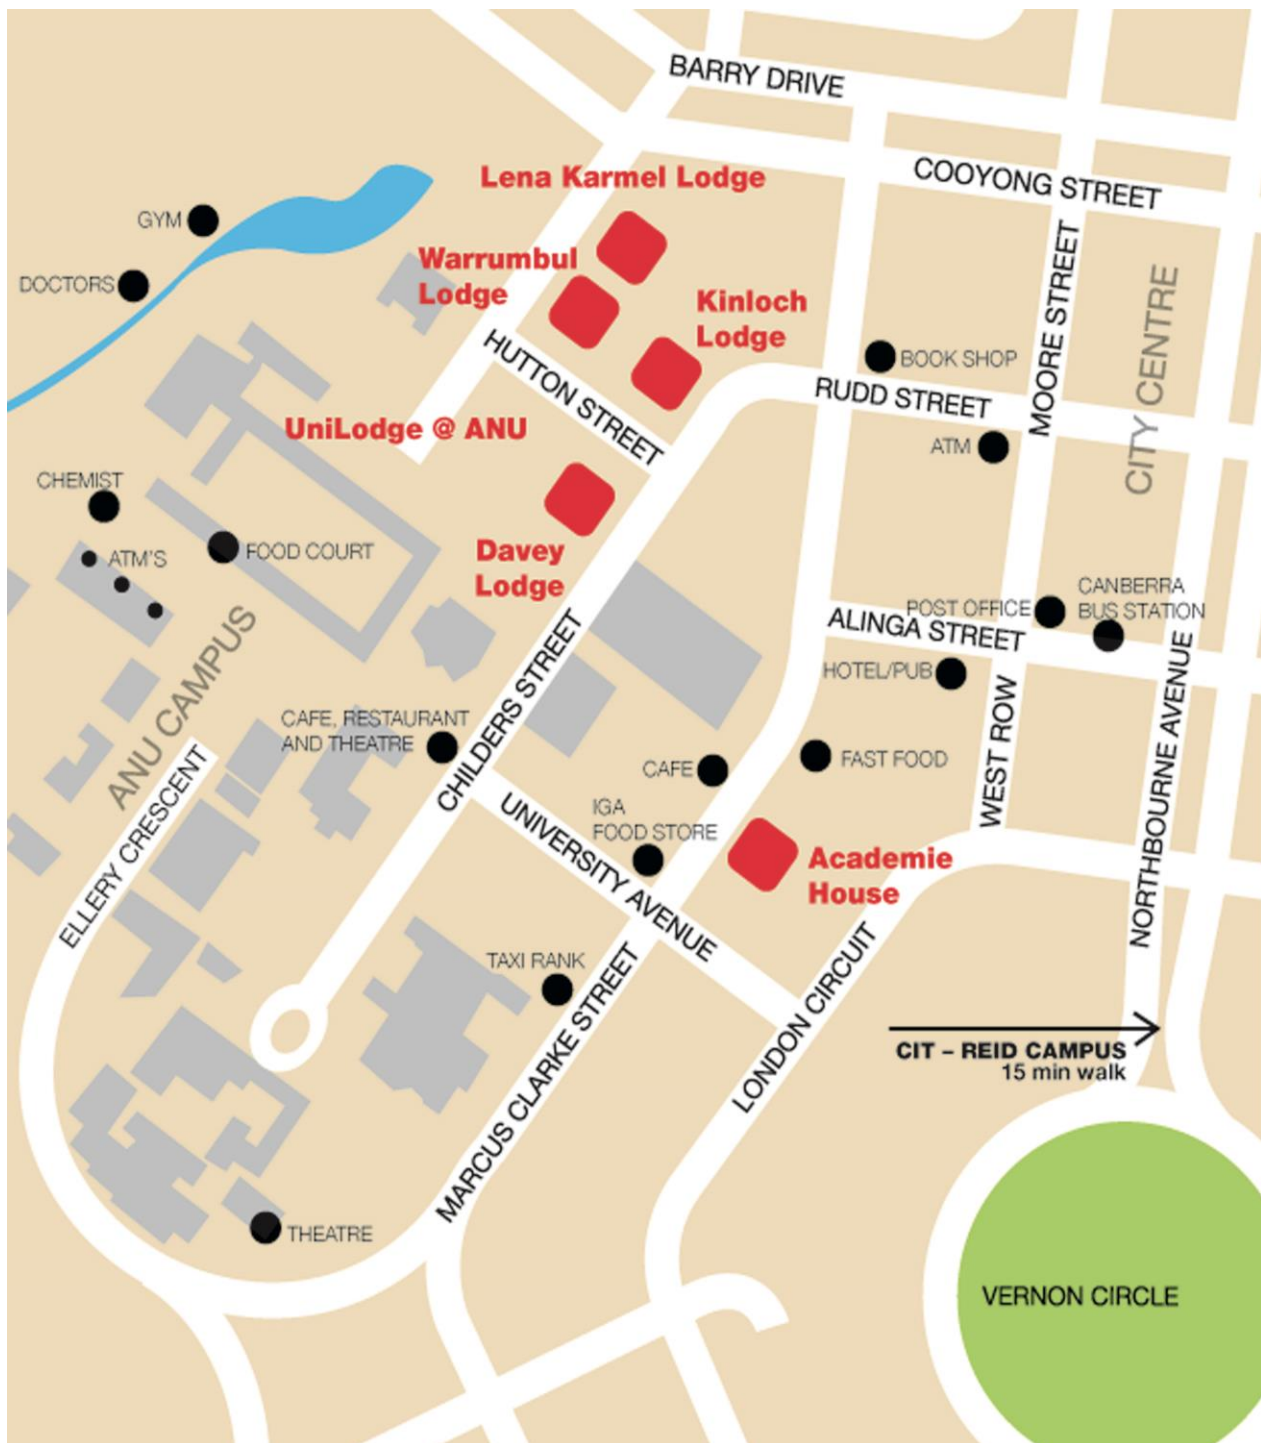 BARRY DRIVE
COOYONG STREET
Lena Karmel Lodge
GYM
DOCTORS
Warrumbul
Lodge
Kinloch
Lodge
MOORE STREET
CITY CENTRE
HUTTON STREET
BOOK SHOP
RUDD STREET
UniLodge @ ANU
ATM
CHEMIST
ATM'S
FOOD COURT
Davey
Lodge
ANU CAMPUS
CHILDERS STREET
ALINGA STREET
POST OFFICE
CANBERRA
BUS STATION
HOTEL/PUB
WEST ROW
NORTHBOURNE AVENUE
CAFE, RESTAURANT
AND THEATRE
CAFE
FAST FOOD
ELLERY CRESCENT
IGA
FOOD STORE
UNIVERSITY AVENUE
Academie
House
TAXI RANK
MARCUS CLARKE STREET
LONDON CIRCUIT
CIT – REID CAMPUS
15 min walk
THEATRE
VERNON CIRCLE